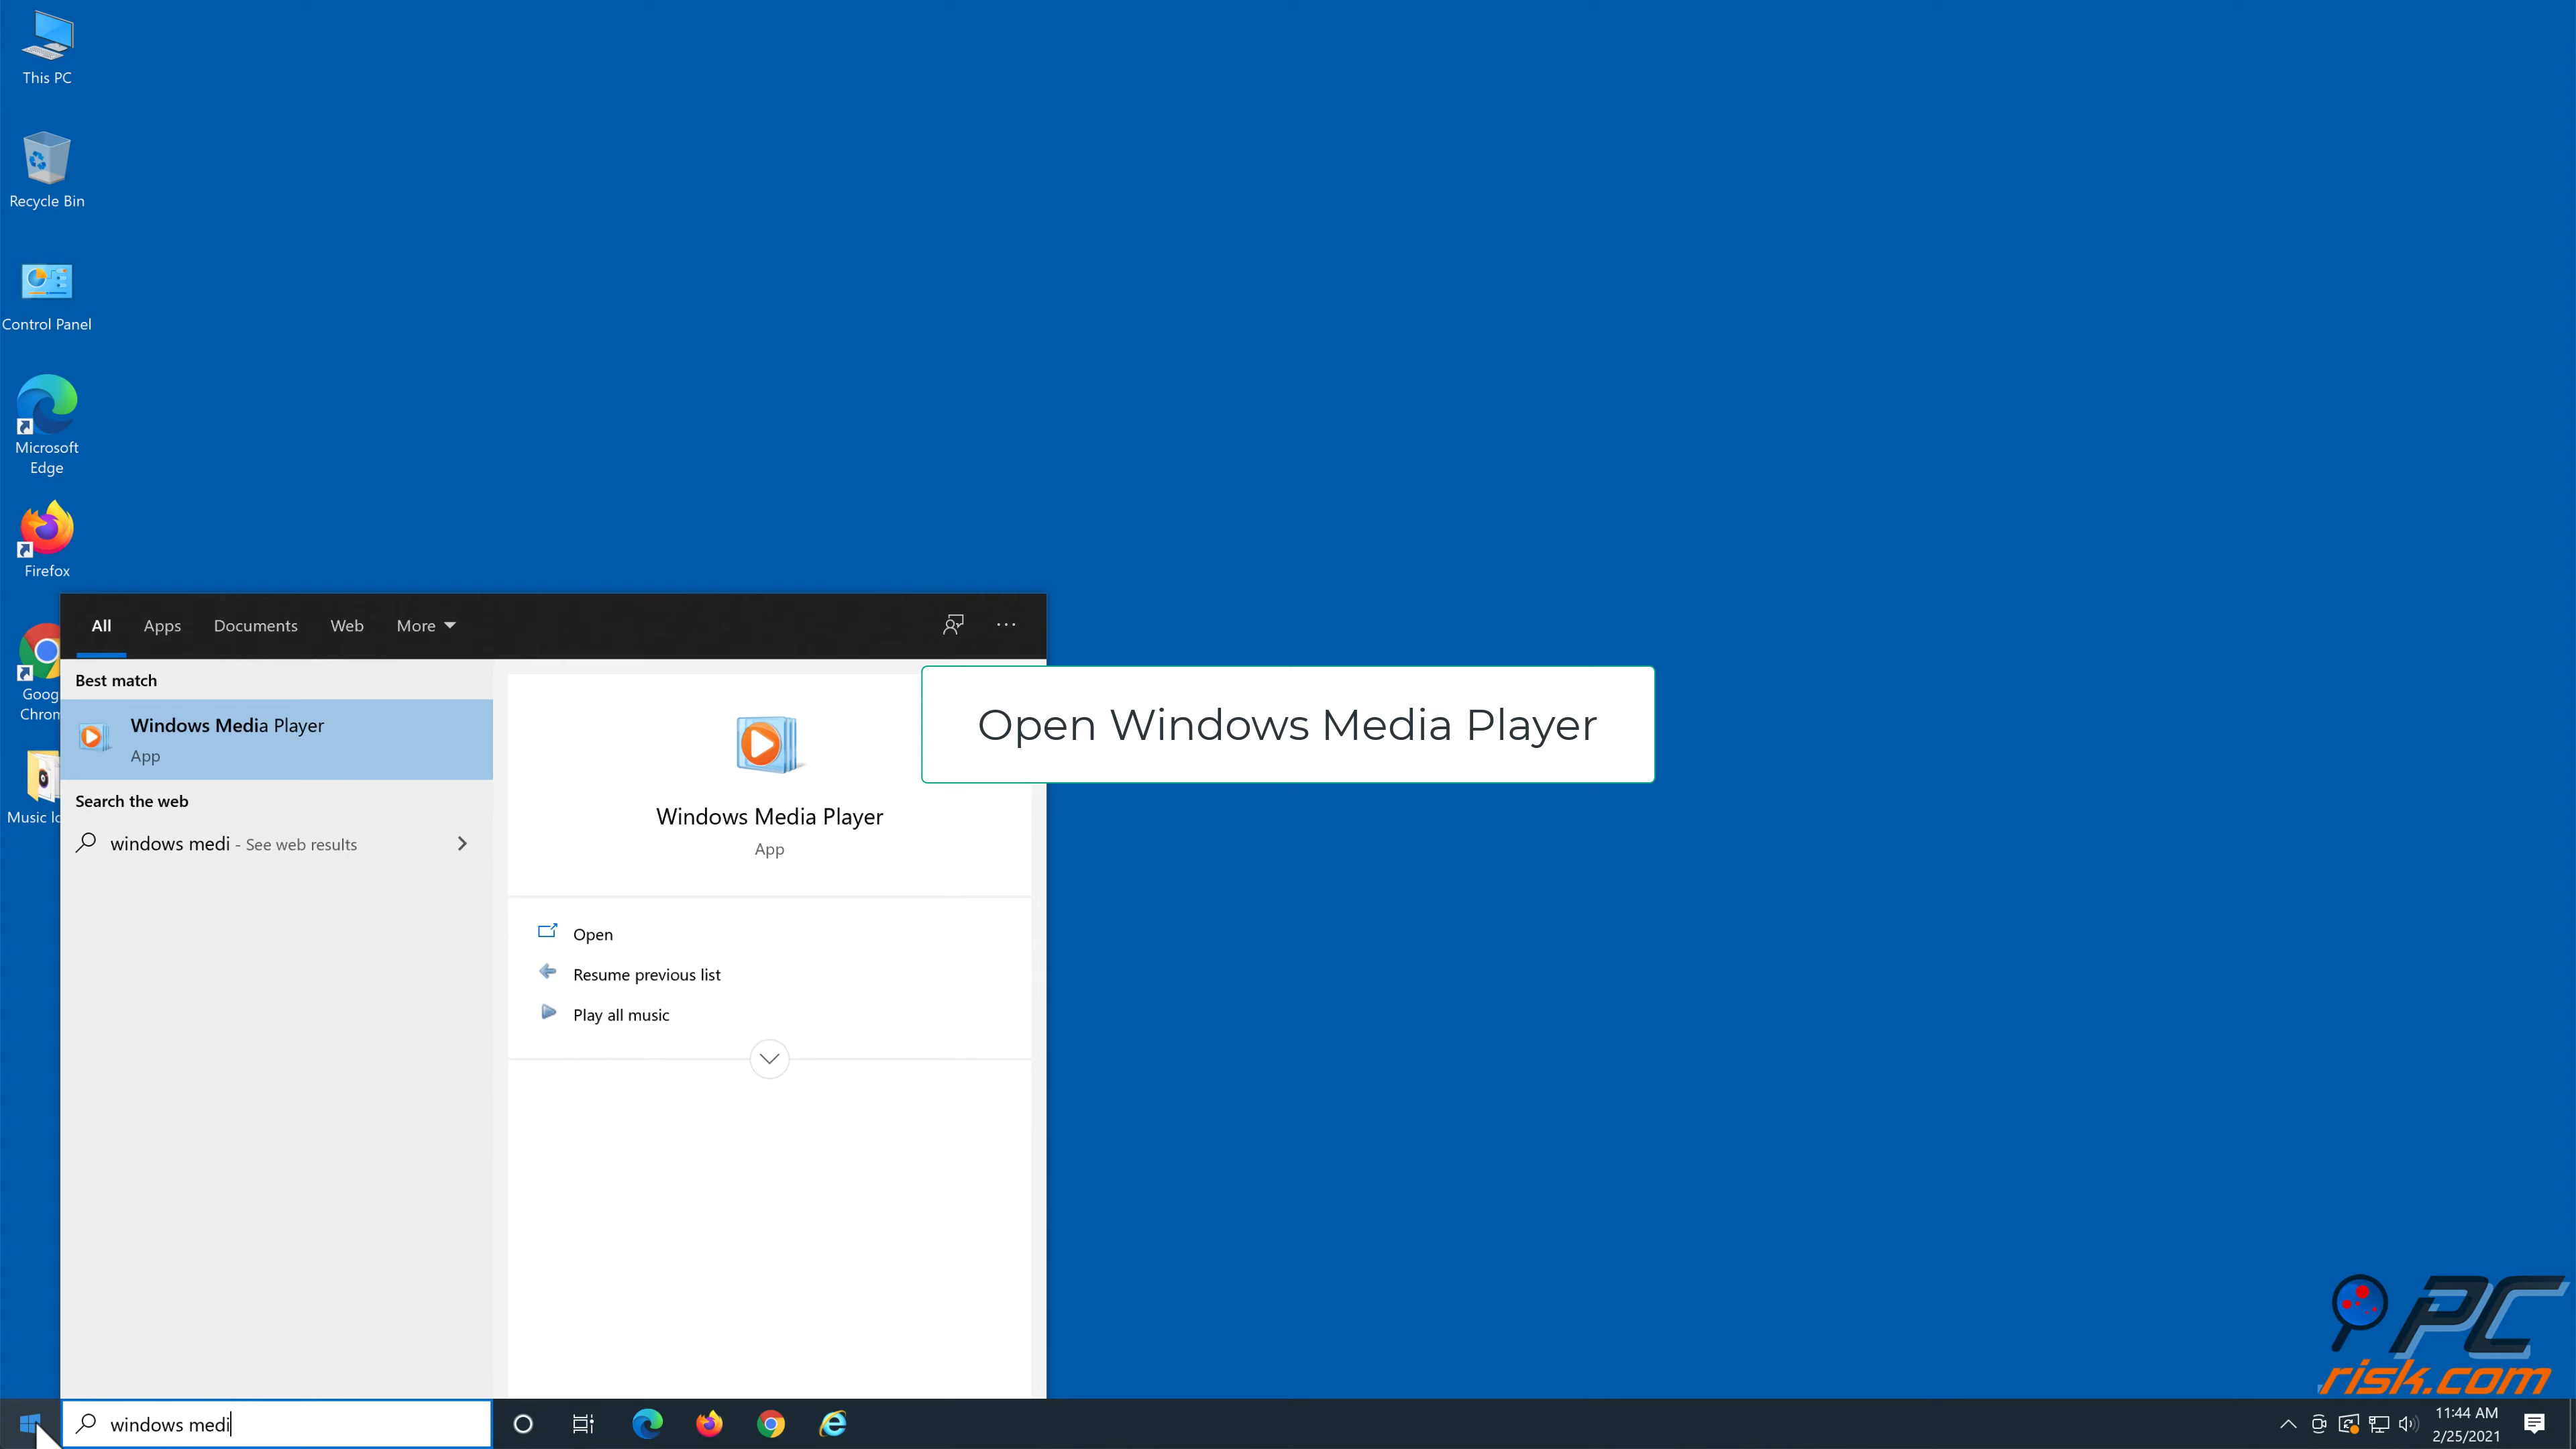 This PC
Recycle Bin
Control Panel
Microsoft
Edge
Firefox
Goog
Chrom
Music Ic
All Apps Documents Web More
Best match
Windows Media Player
App
Search the web
windows medi - See web results
Windows Media Player
App
Open
Resume previous list
Play all music
Open Windows Media Player
PC
risk.com
windows medi
11:44 AM
2/25/2021